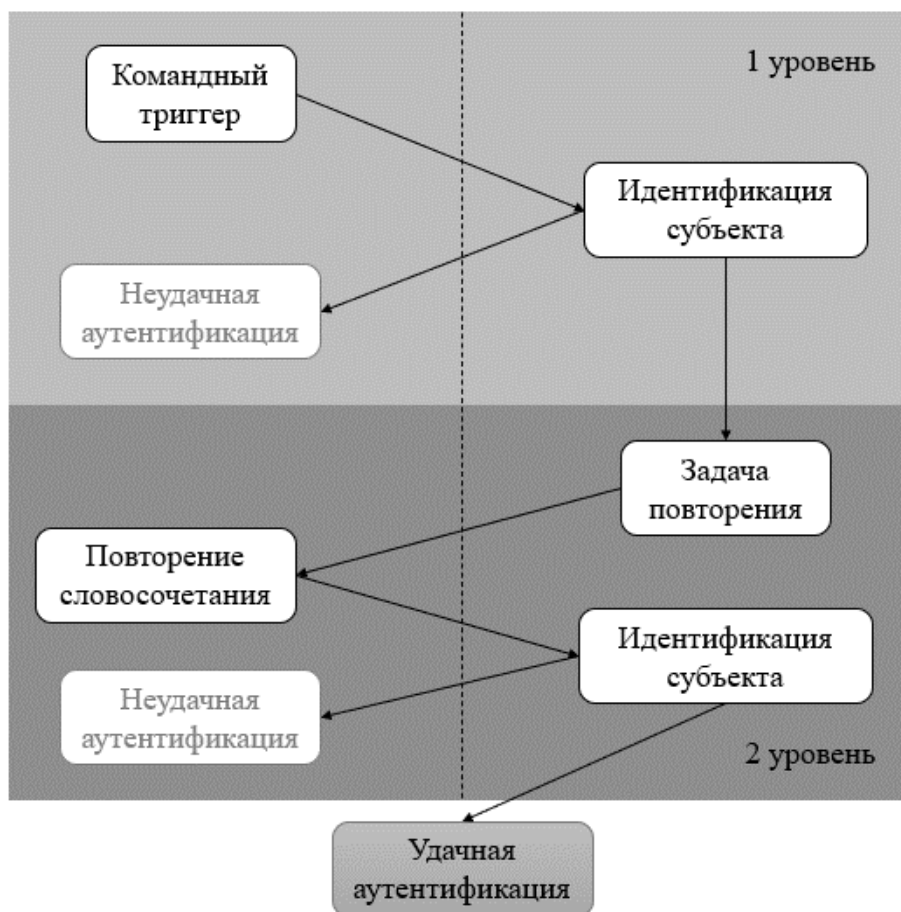 Командный
триггер
1 уровень
Идентификация
субъекта
Неудачная
аутентификация
Задача
повторения
Повторение
словосочетания
Идентификация
субъекта
Неудачная
аутентификация
2 уровень
Удачная
аутентификация